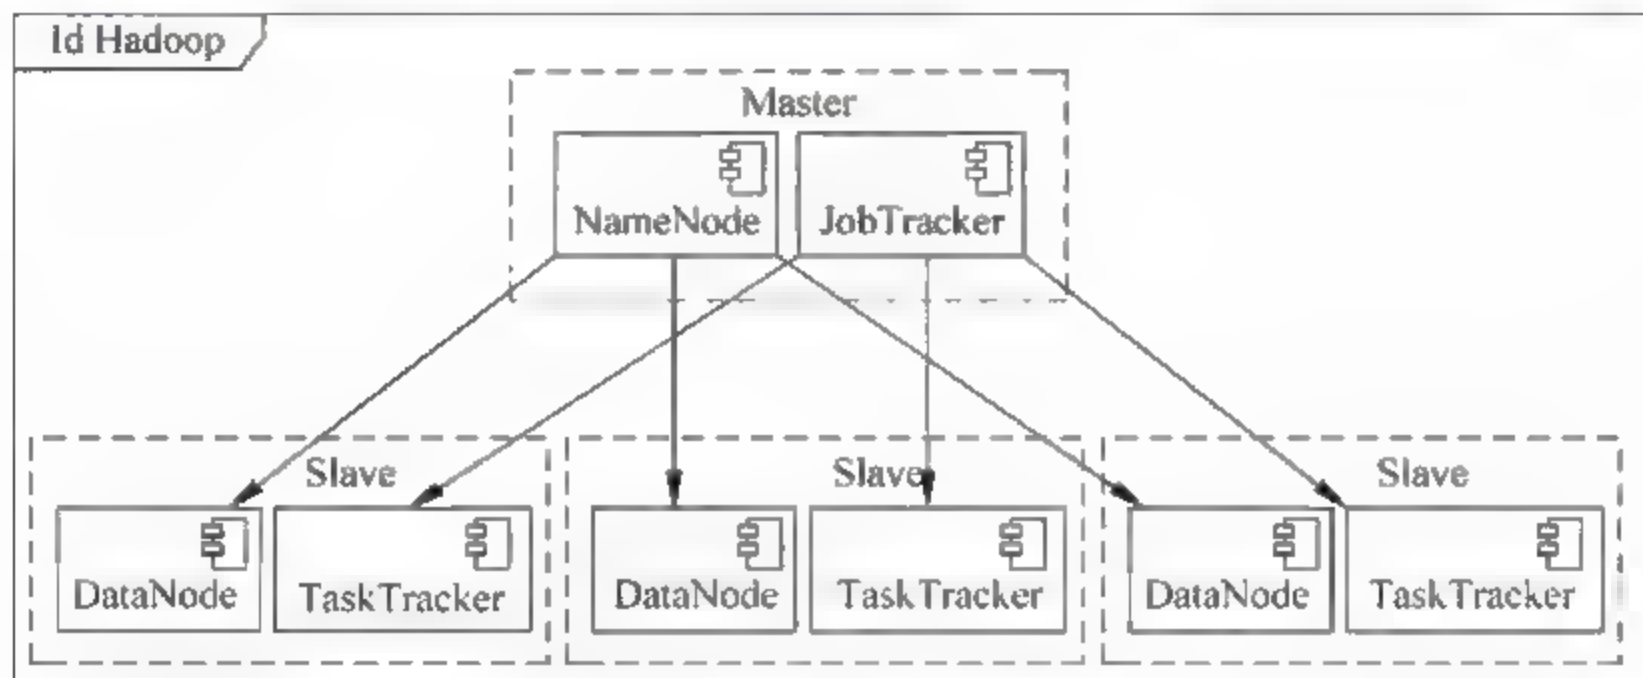 Id Hadoop
Master
NameNode
JobTracker
Slave
DataNode
TaskTracker
Slave
DataNode
TaskTracker
Slave
DataNode
TaskTracker